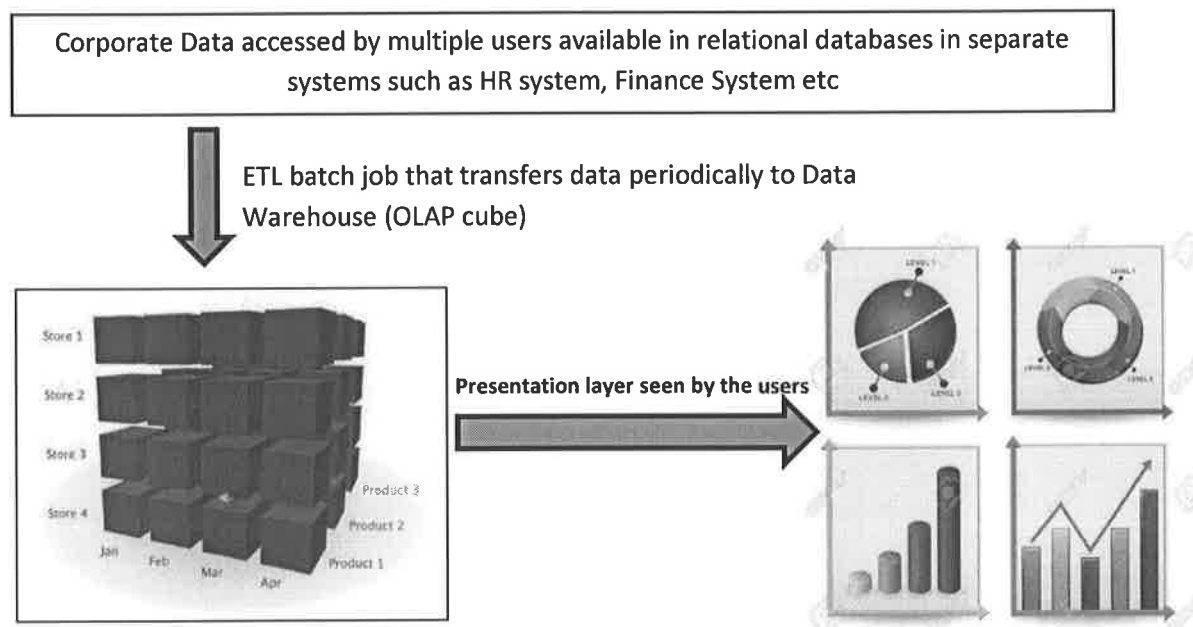 Corporate Data accessed by multiple users available in relational databases in separate
systems such as HR system, Finance System etc
ETL batch job that transfers data periodically to Data
Warehouse (OLAP cube)
Store 1
Store 2
Store 3
Store 4
Jan
Feb
Mar
Apr
Product 3
Product 2
Product 1
Presentation layer seen by the users
LEVEL 1
LEVEL 2
LEVEL 3
LEVEL 1